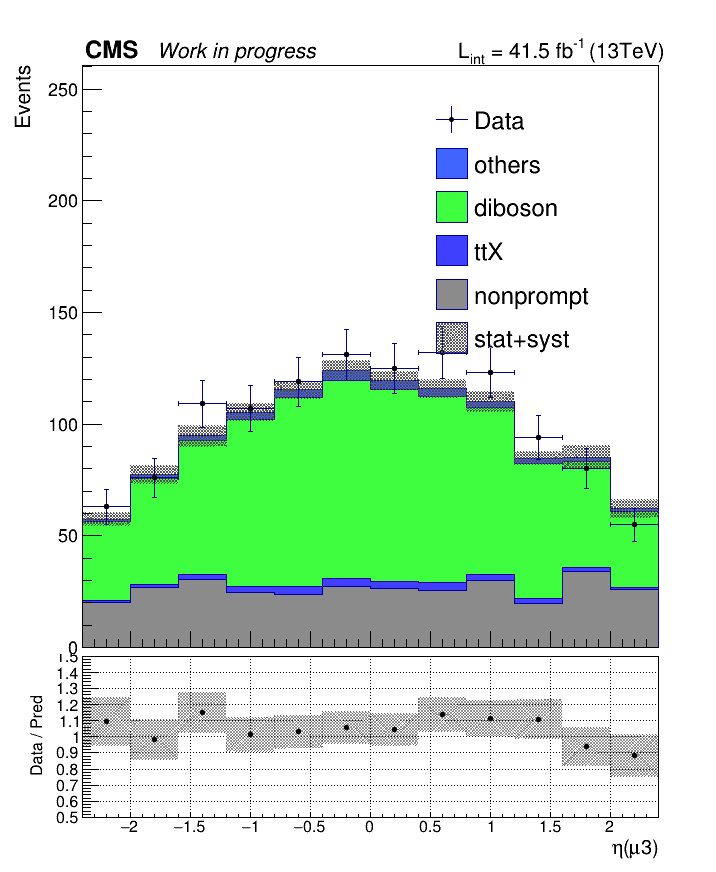 CMS Work in progress L_int = 41.5 fb^-1 (13TeV)
Events
250
200
150
100
50
0
Data
others
diboson
ttX
nonprompt
stat+syst
Data / Pred
1.5
1.4
1.3
1.2
1.1
1
0.9
0.8
0.7
0.6
0.5
−2 −1.5 −1 −0.5 0 0.5 1 1.5 2
η(μ3)